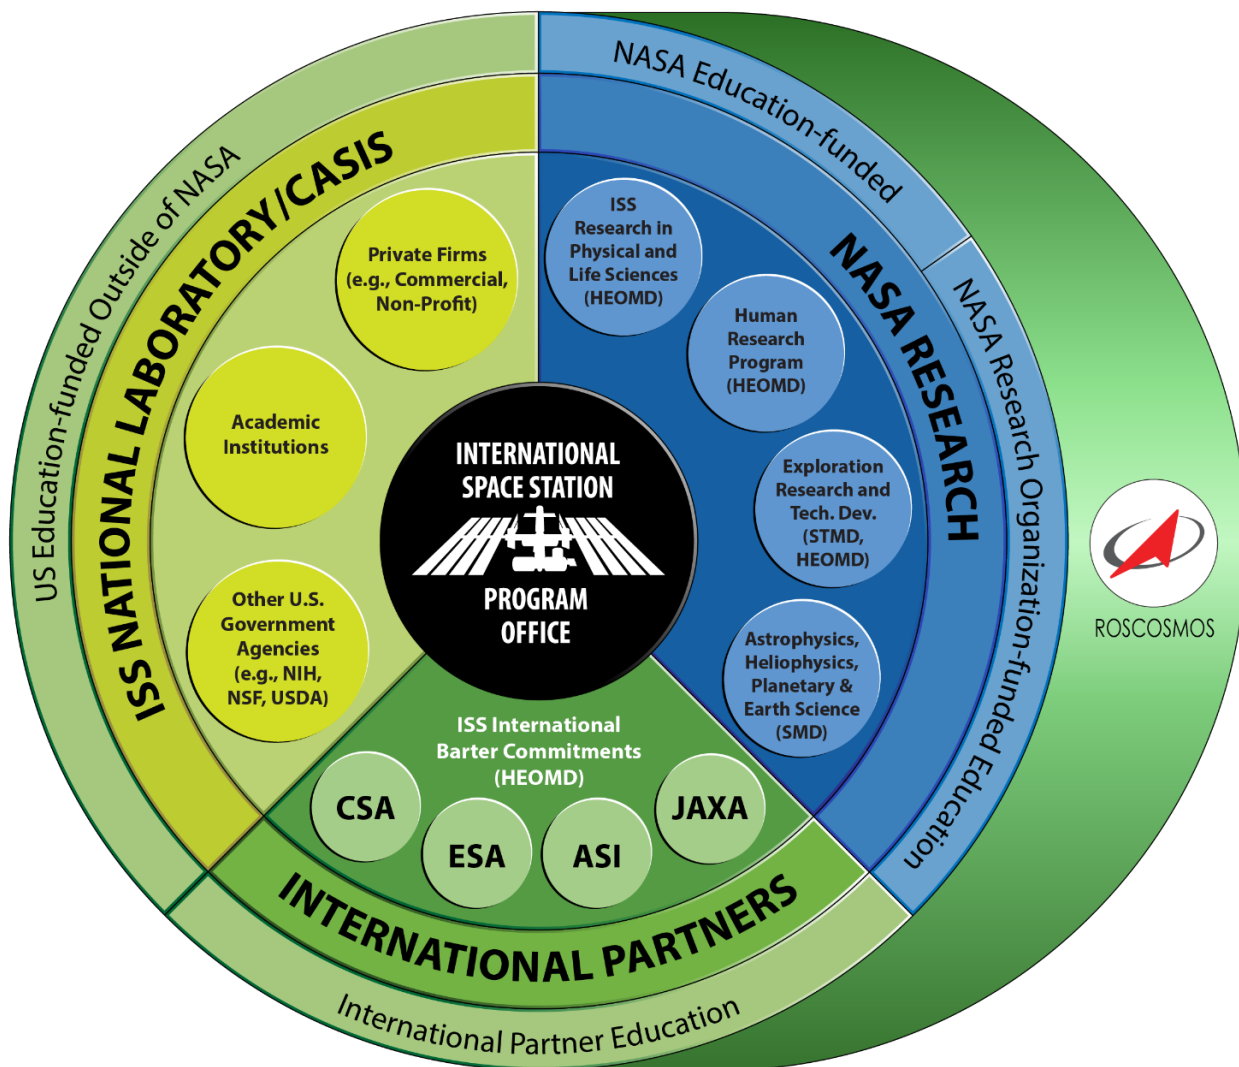 NASA Education-funded
US Education-funded Outside of NASA
ISS NATIONAL LABORATORY/CASIS
NASA RESEARCH
NASA Research Organization-funded Education
Private Firms
(e.g., Commercial,
Non-Profit)
Academic
Institutions
Other U.S.
Government
Agencies
(e.g., NIH,
NSF, USDA)
ISS
Research in
Physical and
Life Sciences
(HEOMD)
Human
Research
Program
(HEOMD)
Exploration
Research and
Tech. Dev.
(STMD,
HEOMD)
Astrophysics,
Heliophysics,
Planetary &
Earth Science
(SMD)
INTERNATIONAL
SPACE STATION
PROGRAM
OFFICE
ROSCOSMOS
ISS International
Barter Commitments
(HEOMD)
CSA
ESA
ASI
JAXA
INTERNATIONAL PARTNERS
International Partner Education